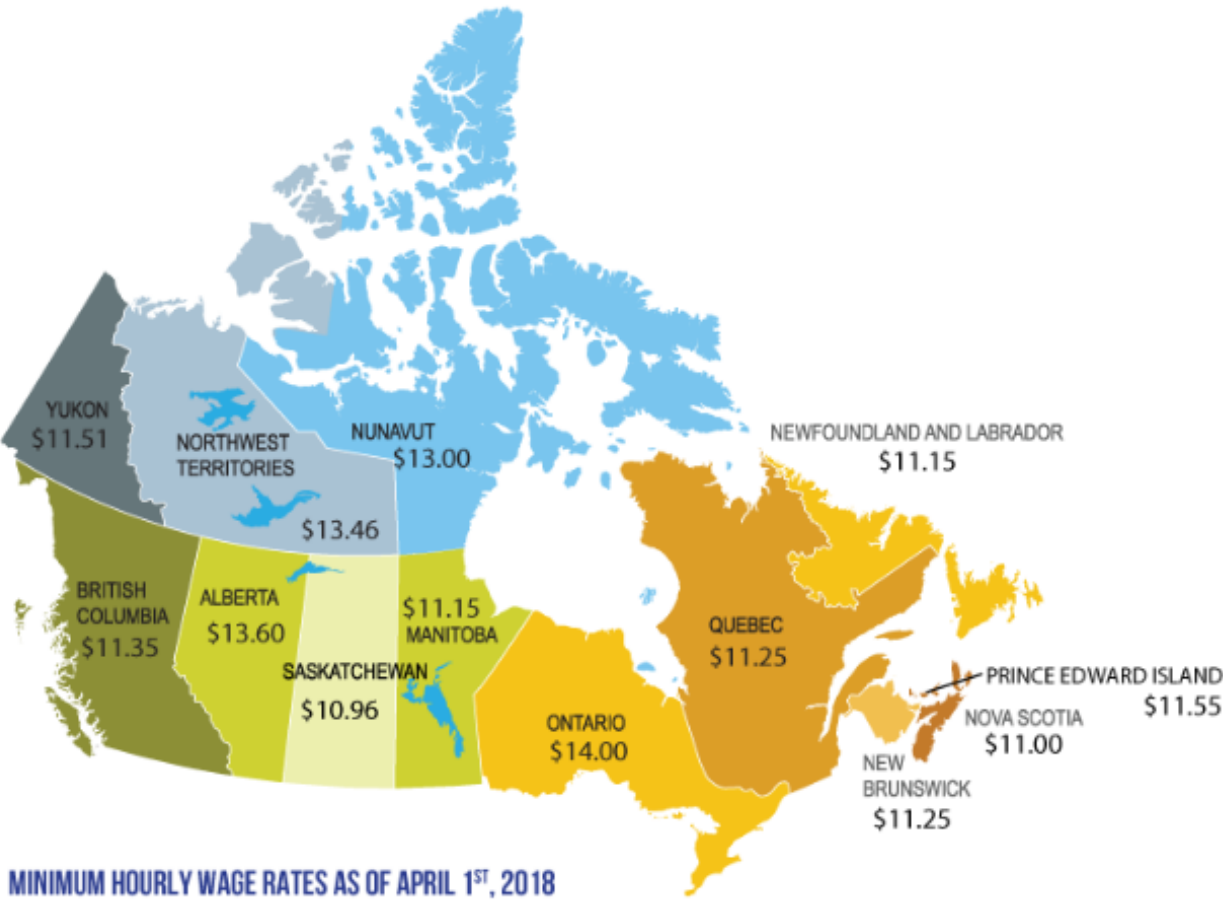 YUKON
$11.51
NORTHWEST
TERRITORIES
$13.46
NUNAVUT
$13.00
NEWFOUNDLAND AND LABRADOR
$11.15
BRITISH
COLUMBIA
$11.35
ALBERTA
$13.60
SASKATCHEWAN
$10.96
$11.15
MANITOBA
ONTARIO
$14.00
QUEBEC
$11.25
PRINCE EDWARD ISLAND
$11.55
NOVA SCOTIA
$11.00
NEW
BRUNSWICK
$11.25
MINIMUM HOURLY WAGE RATES AS OF APRIL 1ST, 2018